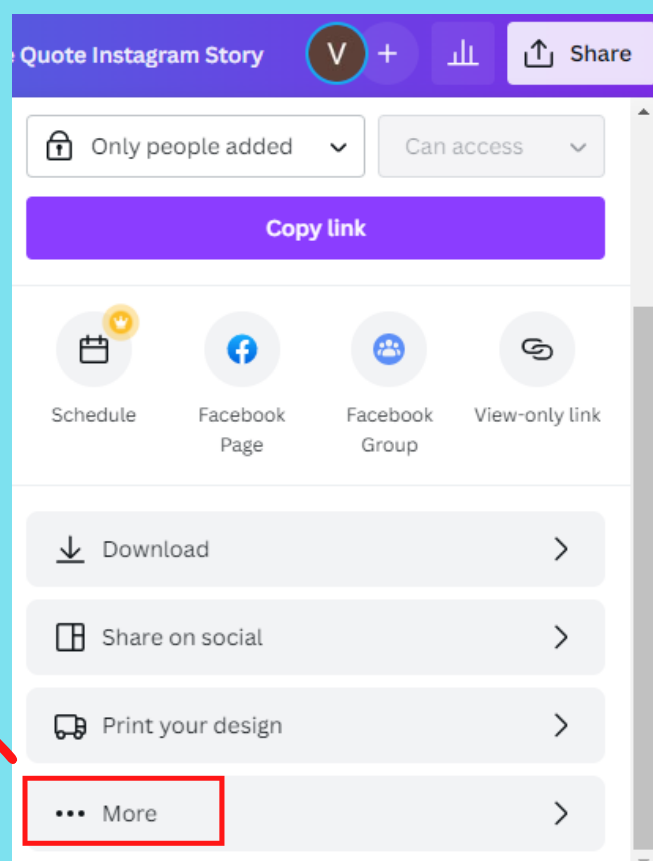 Quote Instagram Story V + Share
Only people added Can access
Copy link
Schedule Facebook Page Facebook Group View-only link
Download
Share on social
Print your design
More